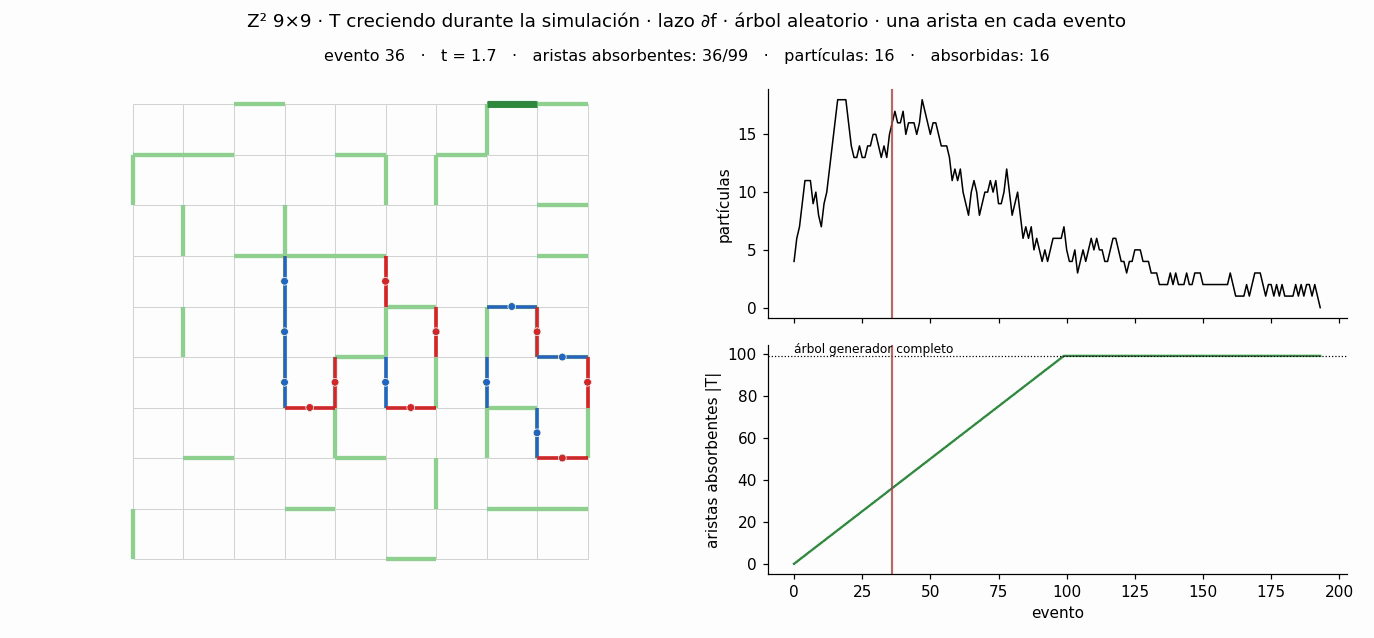 Z² 9×9 · T creciendo durante la simulación · lazo ∂f · árbol aleatorio · una arista en cada evento
evento 36 · t = 1.7 · aristas absorbentes: 36/99 · partículas: 16 · absorbidas: 16
partículas
15
10
5
0
aristas absorbentes |T|
árbol generador completo
100
80
60
40
20
0
0 25 50 75 100 125 150 175 200
evento